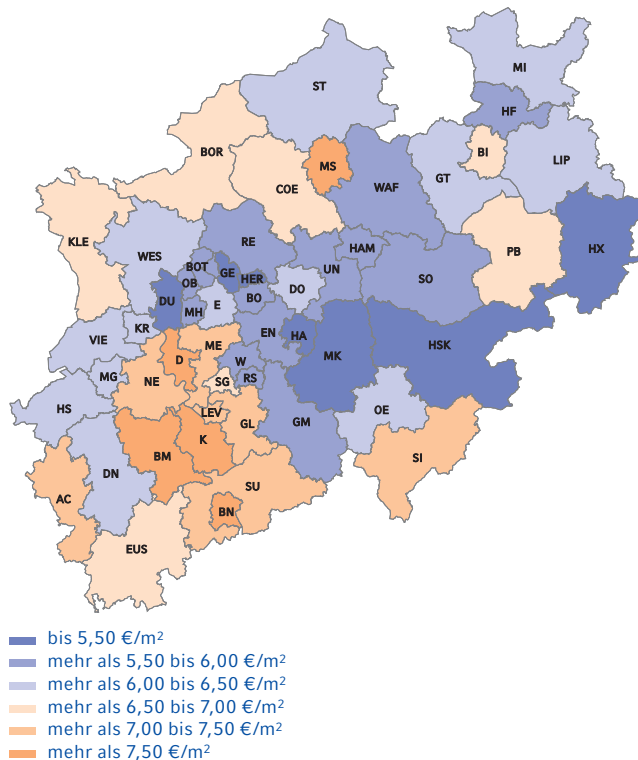 MI
ST
HF
BOR
BI
LIP
MS
GT
WAF
COE
KLE
RE
HAM
PB
HX
WES
BOT
GE
HER
UN
SO
OB
DO
DU
E
BO
MH
KR
EN
HA
VIE
ME
HSK
D
W
MK
MG
RS
NE
SG
HS
LEV
OE
K
GL
GM
BM
SI
DN
AC
SU
BN
EUS
bis 5,50 €/m²
mehr als 5,50 bis 6,00 €/m²
mehr als 6,00 bis 6,50 €/m²
mehr als 6,50 bis 7,00 €/m²
mehr als 7,00 bis 7,50 €/m²
mehr als 7,50 €/m²